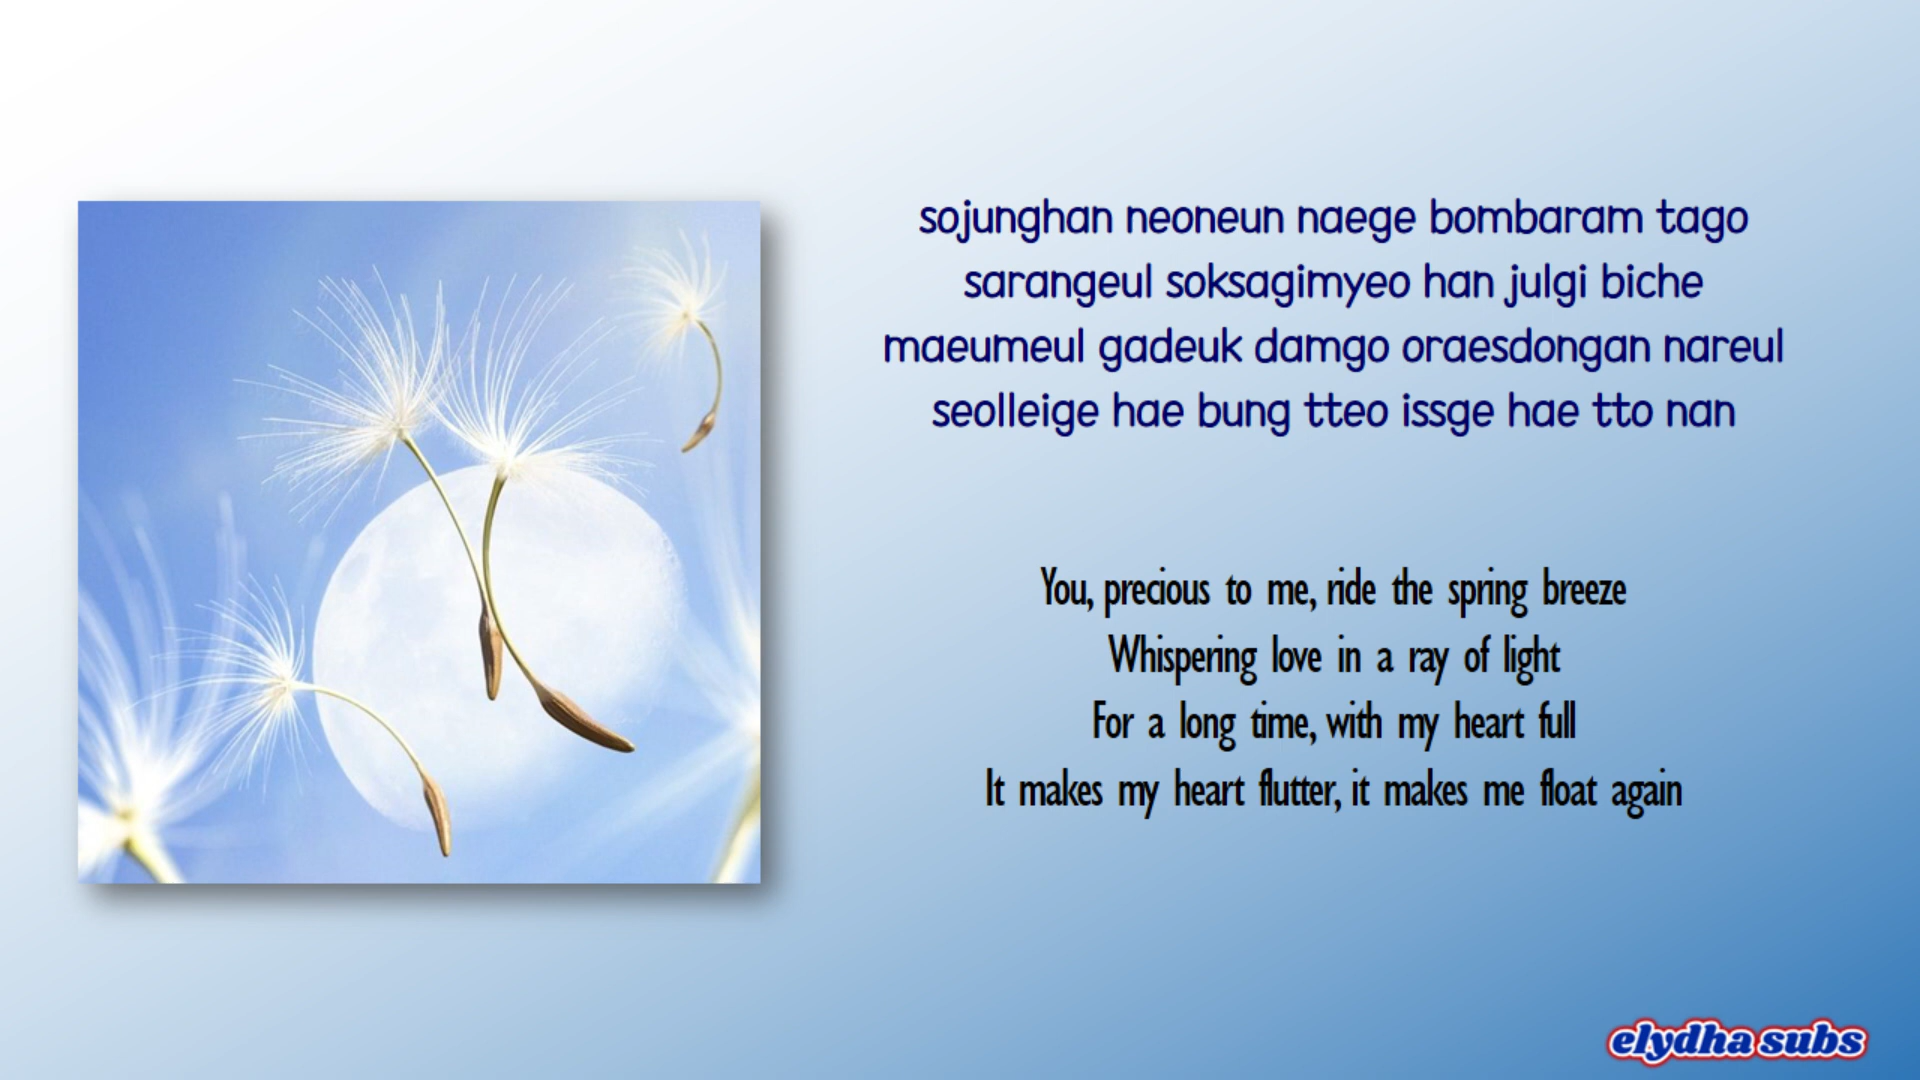 sojunghan neoneun naege bombaram tago
sarangeul soksagimyeo han julgi biche
maeumeul gadeuk damgo oraesdongan nareul
seolleige hae bung tteo issge hae tto nan
You, precious to me, ride the spring breeze
Whispering love in a ray of light
For a long time, with my heart full
It makes my heart flutter, it makes me float again
elydha subs